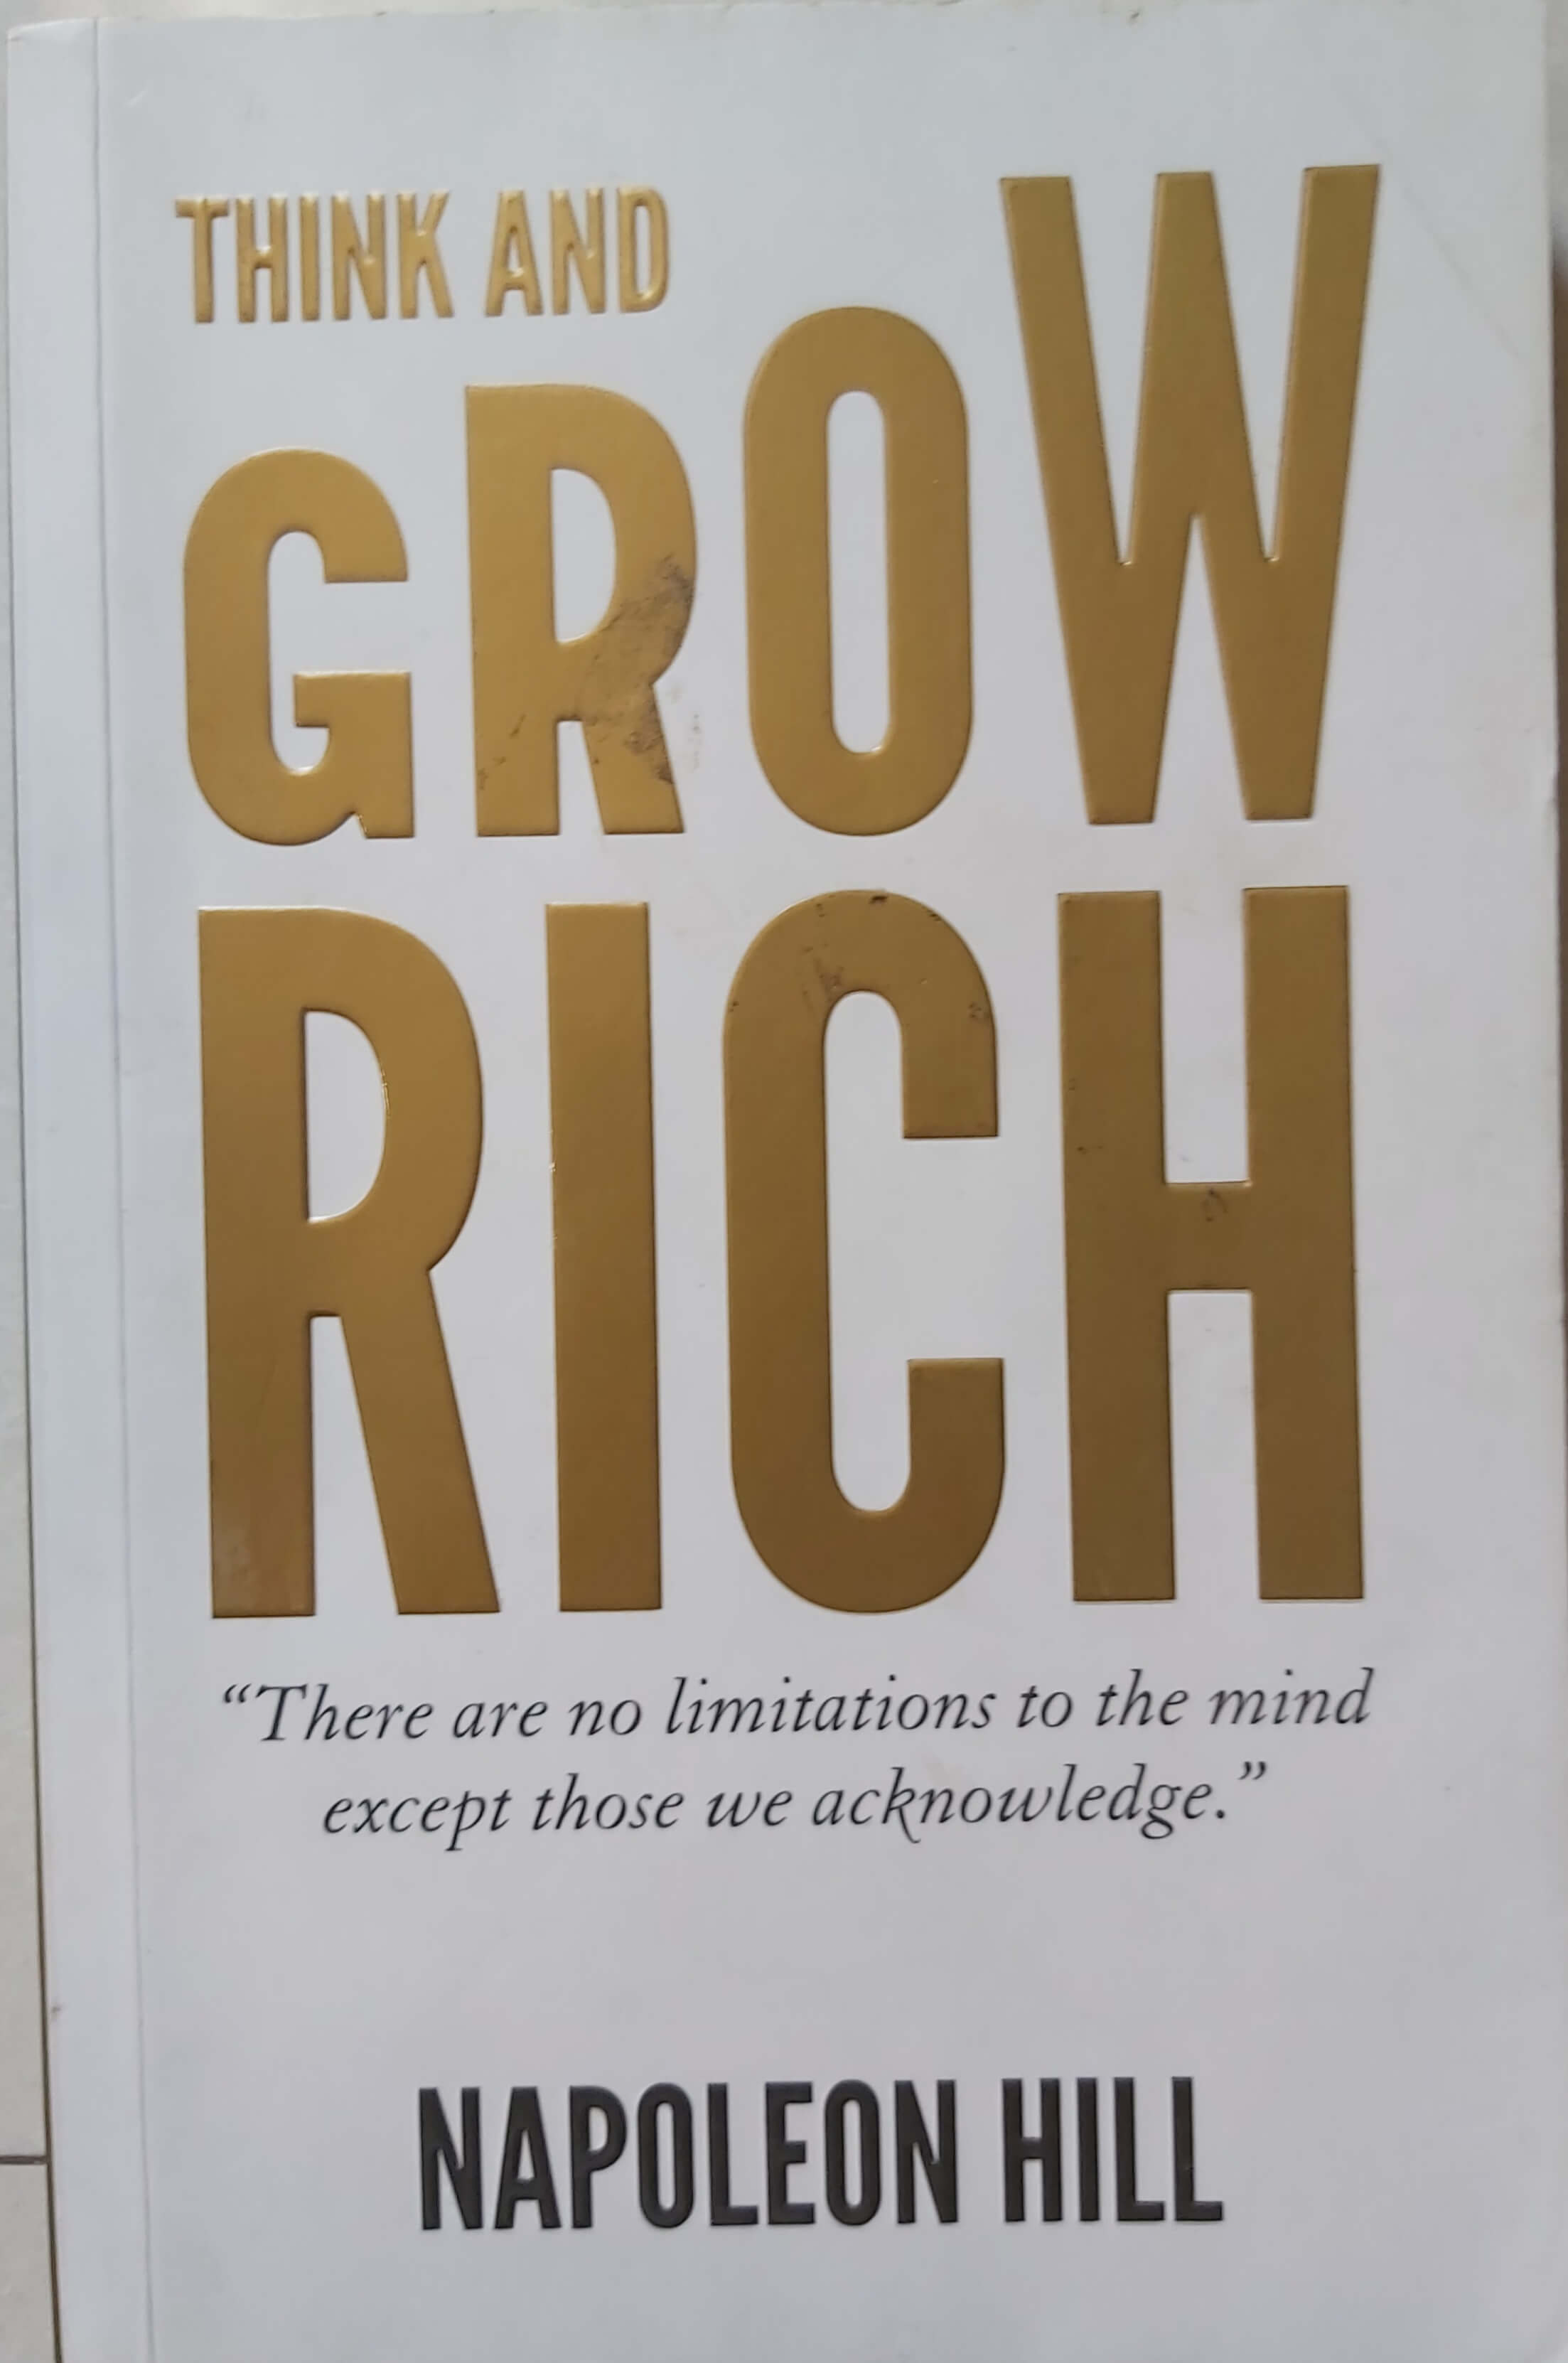 THINK AND
GROW
RICH
“There are no limitations to the mind
except those we acknowledge.”
NAPOLEON HILL